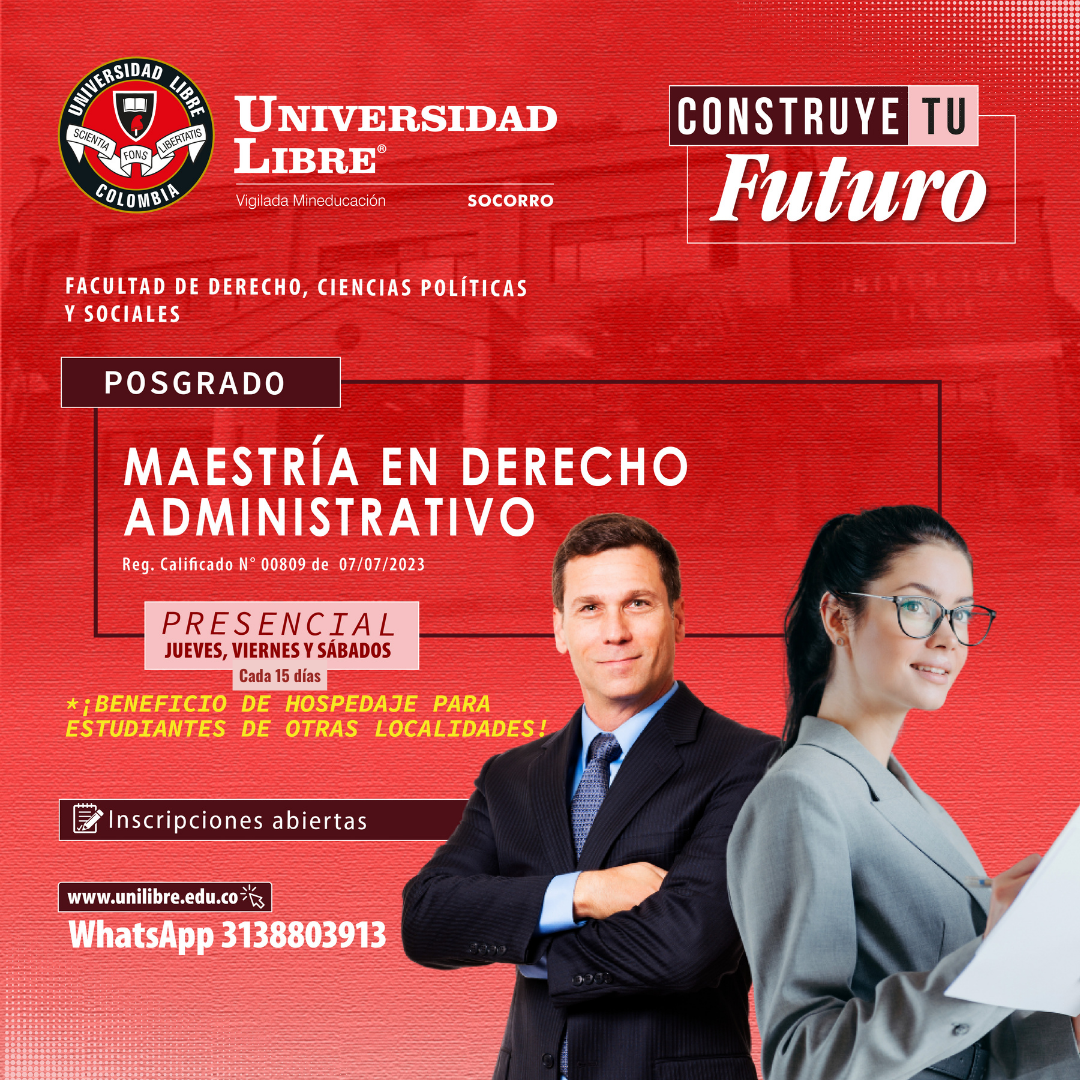 UNIVERSIDAD LIBRE
SCIENTIA FONS LIBERTATIS
COLOMBIA
UNIVERSIDAD
LIBRE®
Vigilada Mineducación SOCORRO
CONSTRUYE TU
Futuro
FACULTAD DE DERECHO, CIENCIAS POLÍTICAS
Y SOCIALES
POSGRADO
MAESTRÍA EN DERECHO
ADMINISTRATIVO
Reg. Calificado N° 00809 de 07/07/2023
PRESENCIAL
JUEVES, VIERNES Y SÁBADOS
Cada 15 días
*¡BENEFICIO DE HOSPEDAJE PARA
ESTUDIANTES DE OTRAS LOCALIDADES!
Inscripciones abiertas
www.unilibre.edu.co
WhatsApp 3138803913